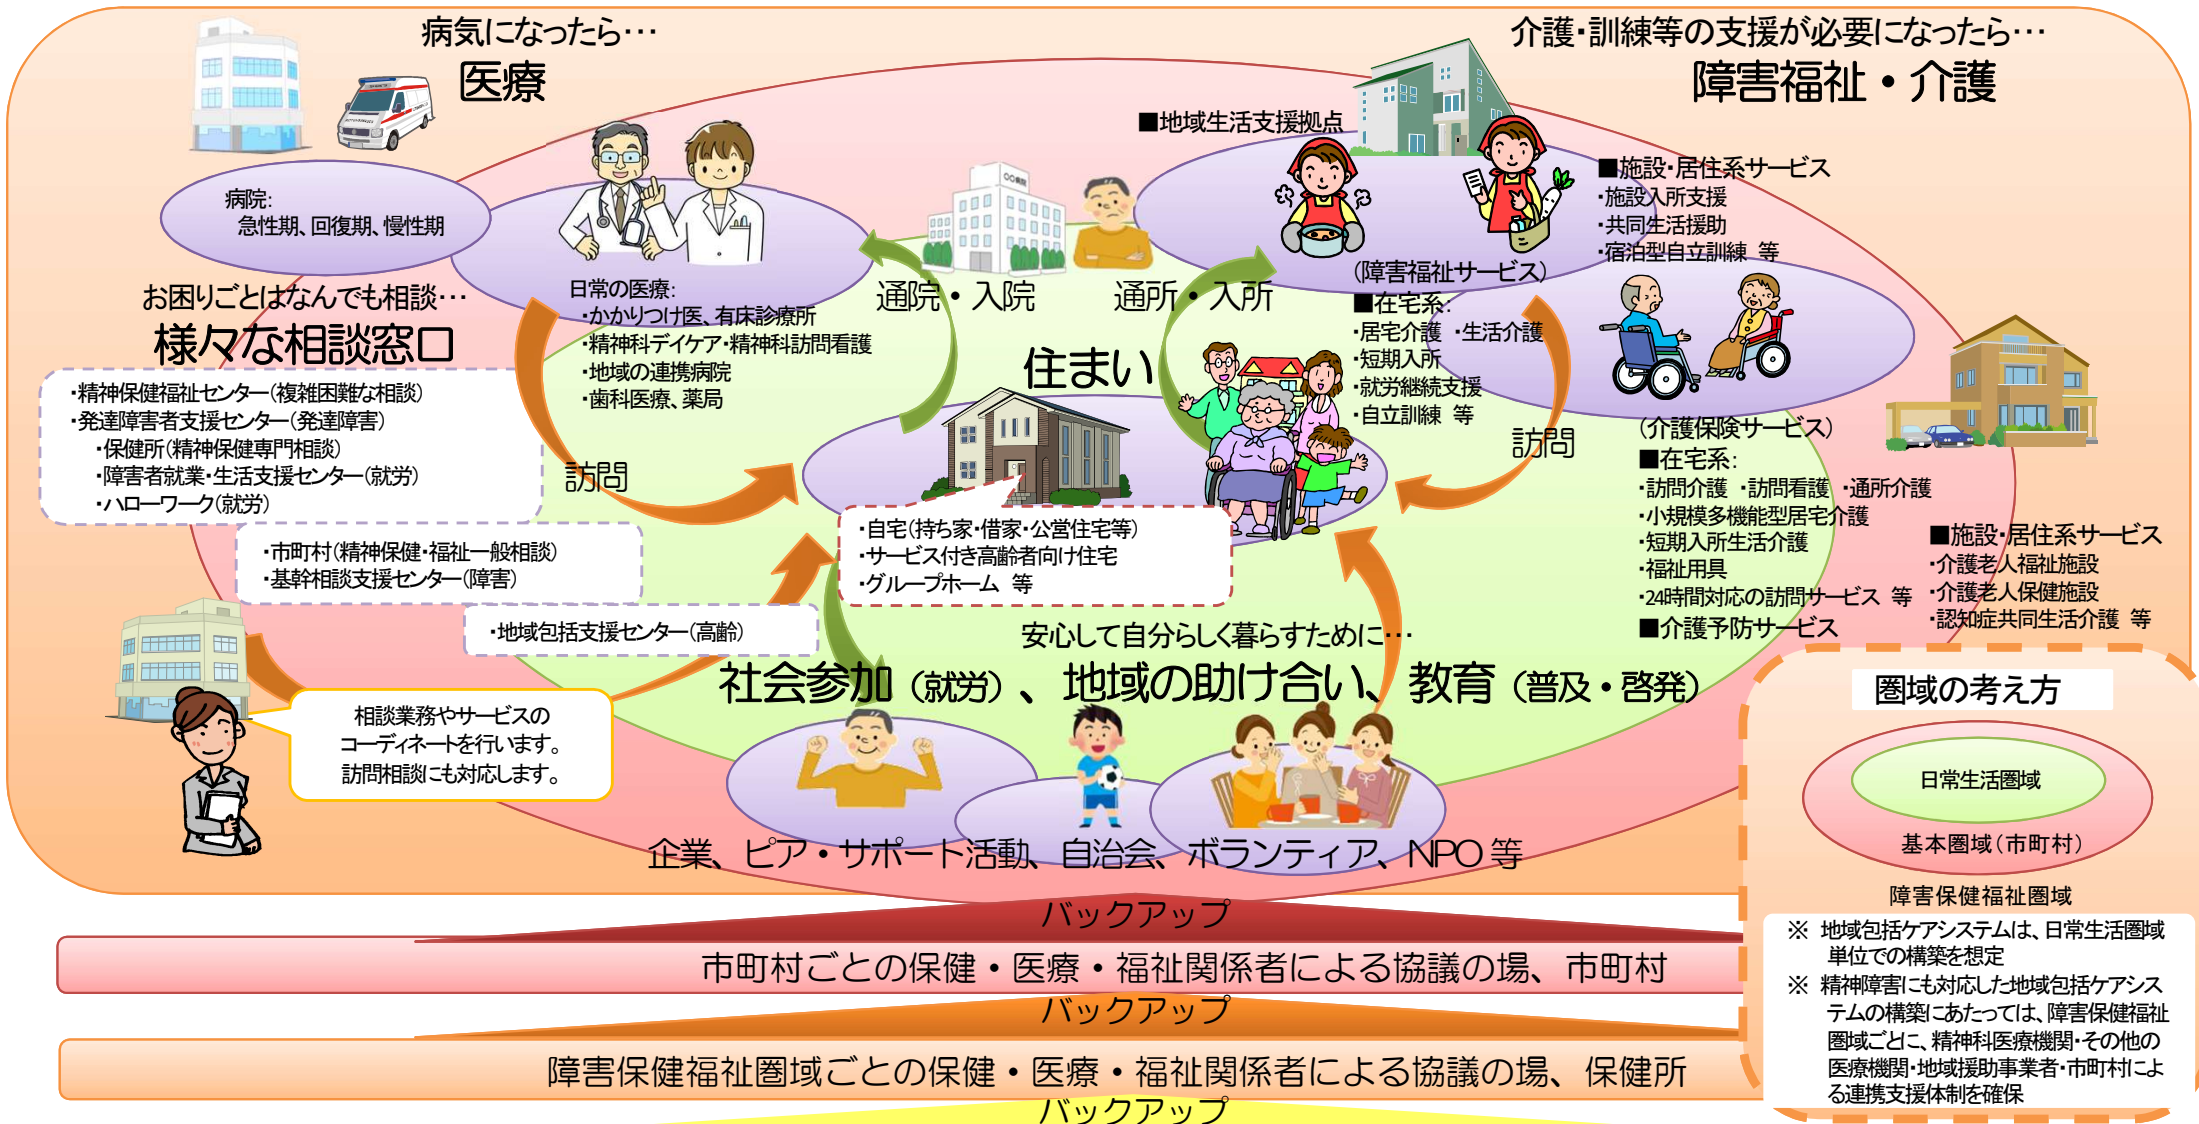 病気になったら…
医療
病院:
急性期、回復期、慢性期
日常の医療:
・かかりつけ医、有床診療所
・精神科デイケア・精神科訪問看護
・地域の連携病院
・歯科医療、薬局
○○病院
通院・入院
通所・入所
介護・訓練等の支援が必要になったら…
障害福祉・介護
■地域生活支援拠点
■施設・居住系サービス
・施設入所支援
・共同生活援助
・宿泊型自立訓練 等
(障害福祉サービス)
■在宅系:
・居宅介護 ・生活介護
・短期入所
・就労継続支援
・自立訓練 等
訪問
(介護保険サービス)
■在宅系:
・訪問介護 ・訪問看護 ・通所介護
・小規模多機能型居宅介護
・短期入所生活介護
・福祉用具
・24時間対応の訪問サービス 等
■介護予防サービス
■施設・居住系サービス
・介護老人福祉施設
・介護老人保健施設
・認知症共同生活介護 等
お困りごとはなんでも相談…
様々な相談窓口
・精神保健福祉センター(複雑困難な相談)
・発達障害者支援センター(発達障害)
・保健所(精神保健専門相談)
・障害者就業・生活支援センター(就労)
・ハローワーク(就労)
・市町村(精神保健・福祉一般相談)
・基幹相談支援センター(障害)
・地域包括支援センター(高齢)
訪問
住まい
・自宅(持ち家・借家・公営住宅等)
・サービス付き高齢者向け住宅
・グループホーム 等
相談業務やサービスの
コーディネートを行います。
訪問相談にも対応します。
安心して自分らしく暮らすために…
社会参加(就労)、地域の助け合い、教育(普及・啓発)
企業、ピア・サポート活動、自治会、ボランティア、NPO 等
圏域の考え方
日常生活圏域
基本圏域(市町村)
障害保健福祉圏域
※ 地域包括ケアシステムは、日常生活圏域
単位での構築を想定
※ 精神障害にも対応した地域包括ケアシス
テムの構築にあたっては、障害保健福祉
圏域ごとに、精神科医療機関・その他の
医療機関・地域援助事業者・市町村によ
る連携支援体制を確保
バックアップ
市町村ごとの保健・医療・福祉関係者による協議の場、市町村
バックアップ
障害保健福祉圏域ごとの保健・医療・福祉関係者による協議の場、保健所
バックアップ